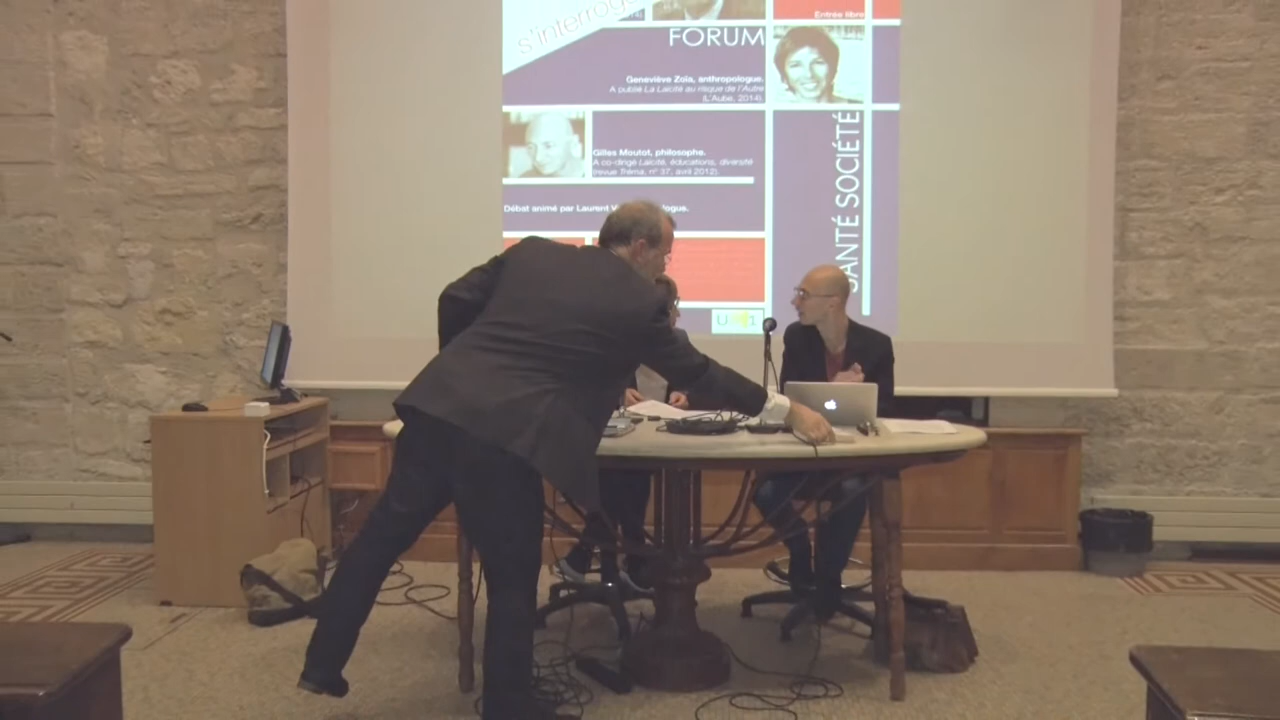 s'interroge
Entrée libre
FORUM
Geneviève Zoïa, anthropologue.
A publié La Laïcité au risque de l'Autre
(L'Aube, 2014).
SANTÉ SOCIÉTÉ
Gilles Moutot, philosophe.
A co-dirigé Laïcité, éducations, diversité
(revue Tréma, n° 37, avril 2012).
Débat animé par Laurent